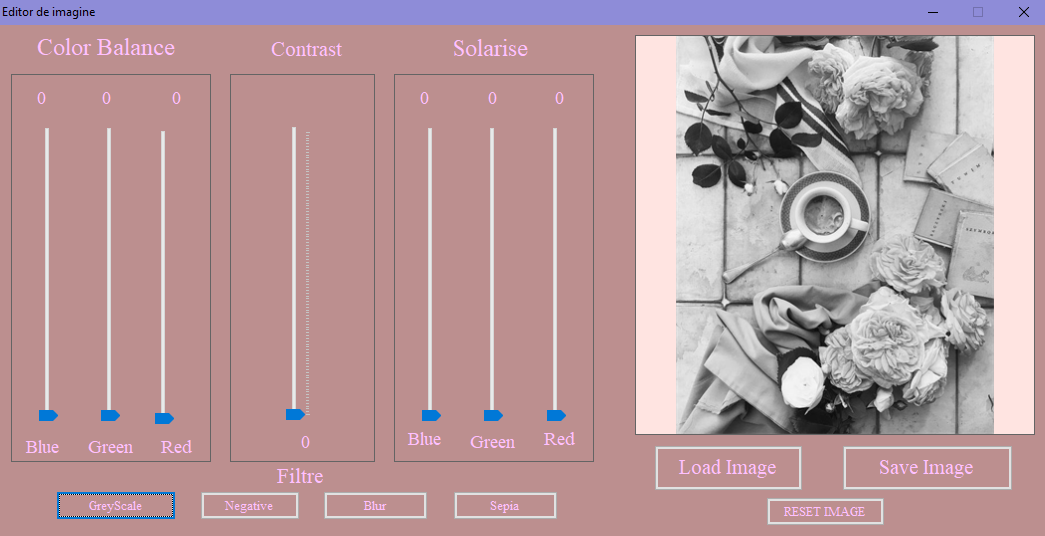 Editor de imagine
Color Balance
Contrast
Solarise
0 0 0
0 0 0
0
Blue Green Red
Blue Green Red
Filtre
GreyScale Negative Blur Sepia
Load Image Save Image
RESET IMAGE